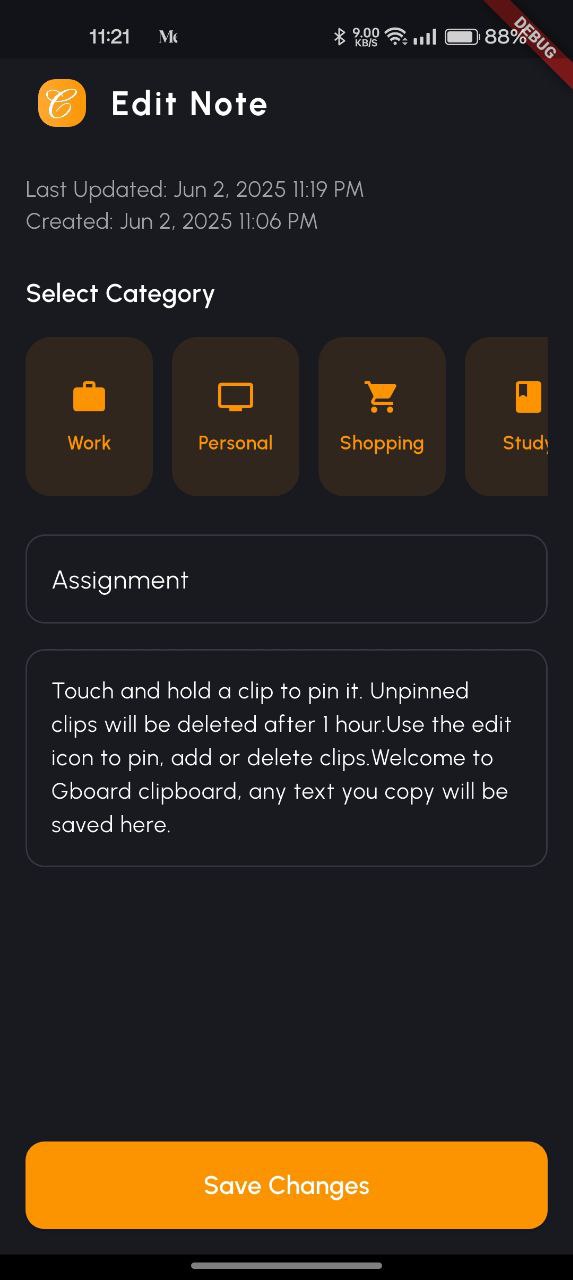 11:21
9.00
KB/S
88%
DEBUG
Edit Note
Last Updated: Jun 2, 2025 11:19 PM
Created: Jun 2, 2025 11:06 PM
Select Category
Work
Personal
Shopping
Study
Assignment
Touch and hold a clip to pin it. Unpinned
clips will be deleted after 1 hour.Use the edit
icon to pin, add or delete clips.Welcome to
Gboard clipboard, any text you copy will be
saved here.
Save Changes